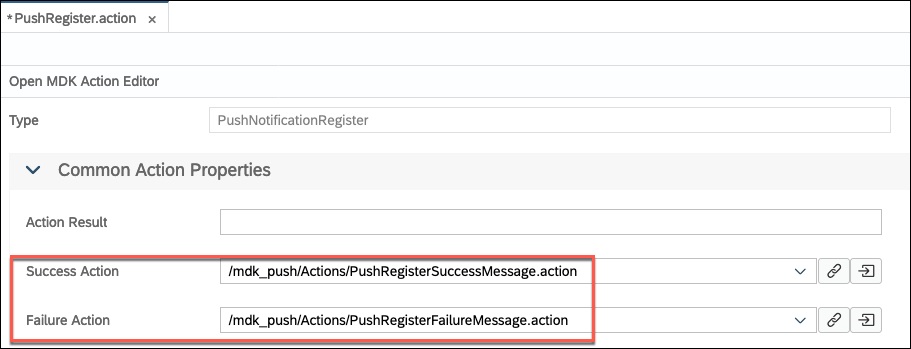 *PushRegister.action ×
Open MDK Action Editor
Type PushNotificationRegister
Common Action Properties
Action Result
Success Action /mdk_push/Actions/PushRegisterSuccessMessage.action
Failure Action /mdk_push/Actions/PushRegisterFailureMessage.action